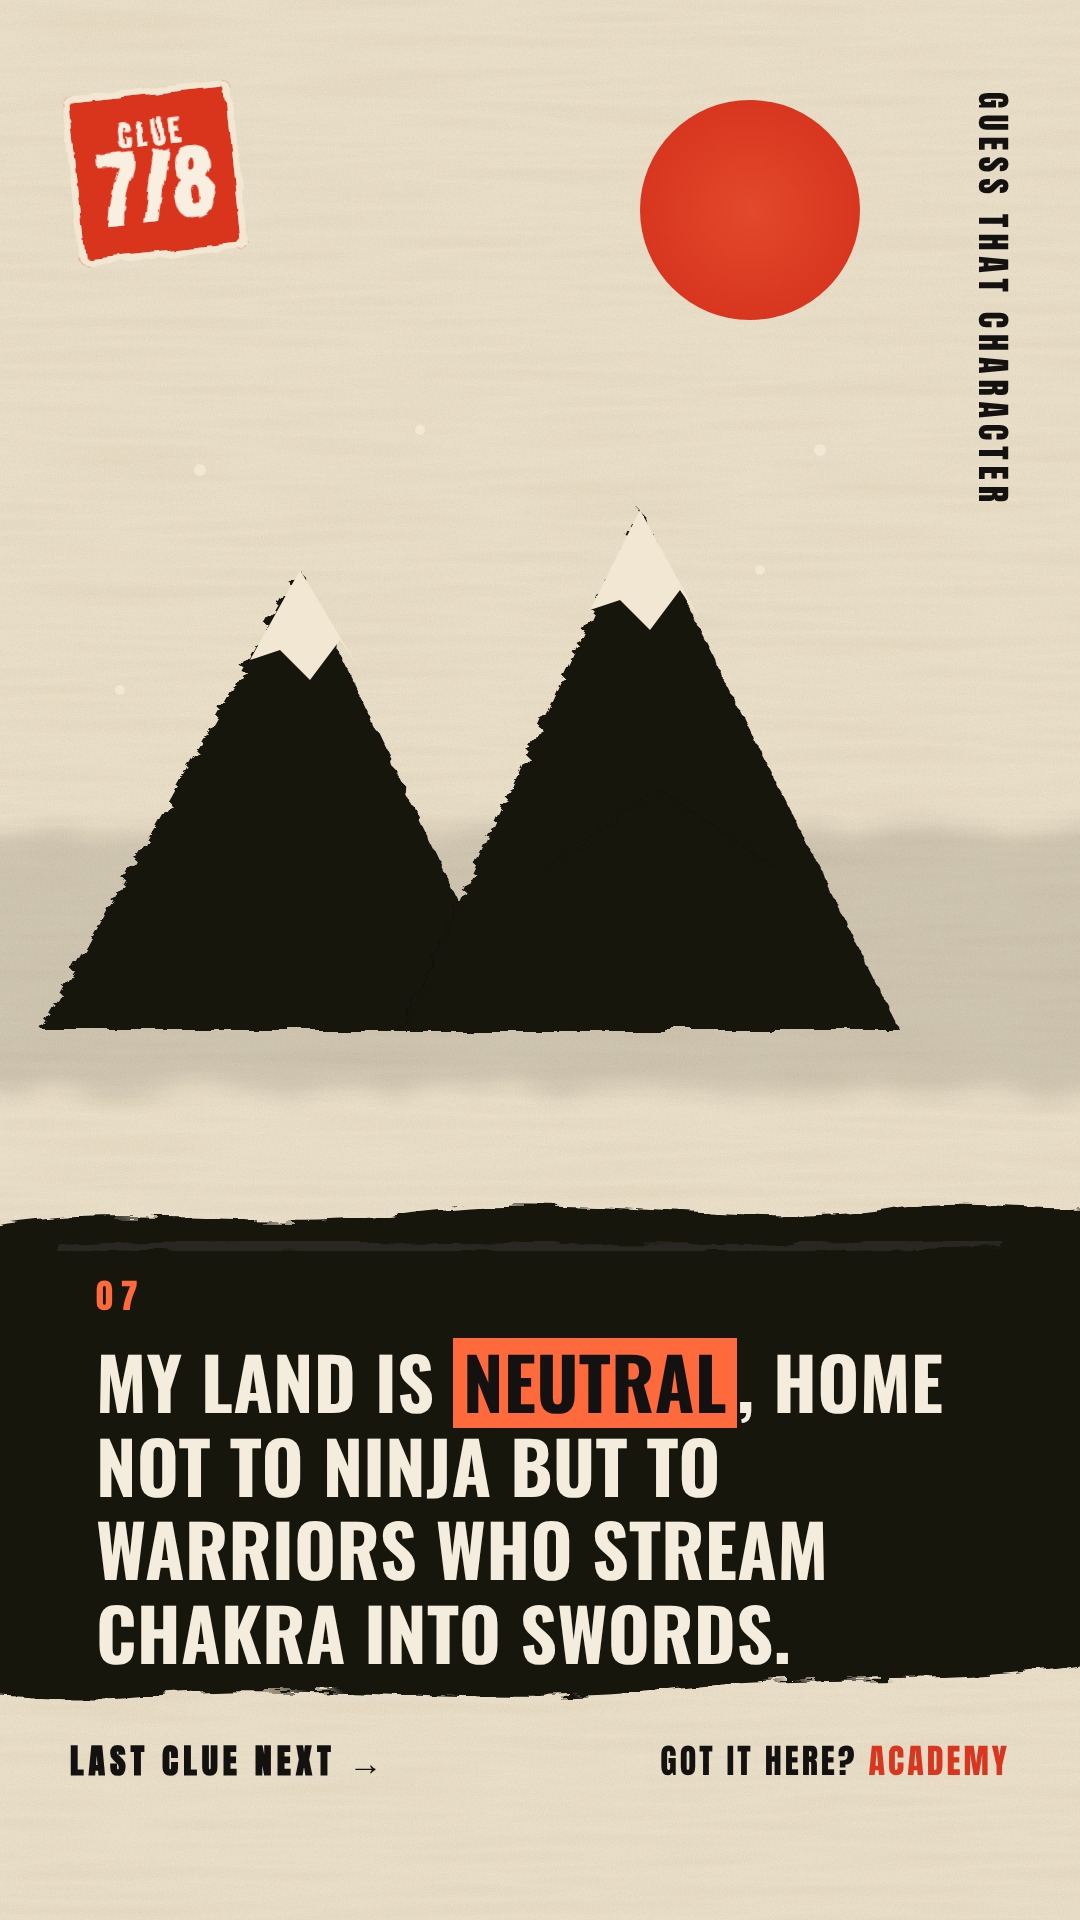 CLUE
7/8
GUESS THAT CHARACTER
07
MY LAND IS NEUTRAL, HOME
NOT TO NINJA BUT TO
WARRIORS WHO STREAM
CHAKRA INTO SWORDS.
LAST CLUE NEXT →
GOT IT HERE? ACADEMY